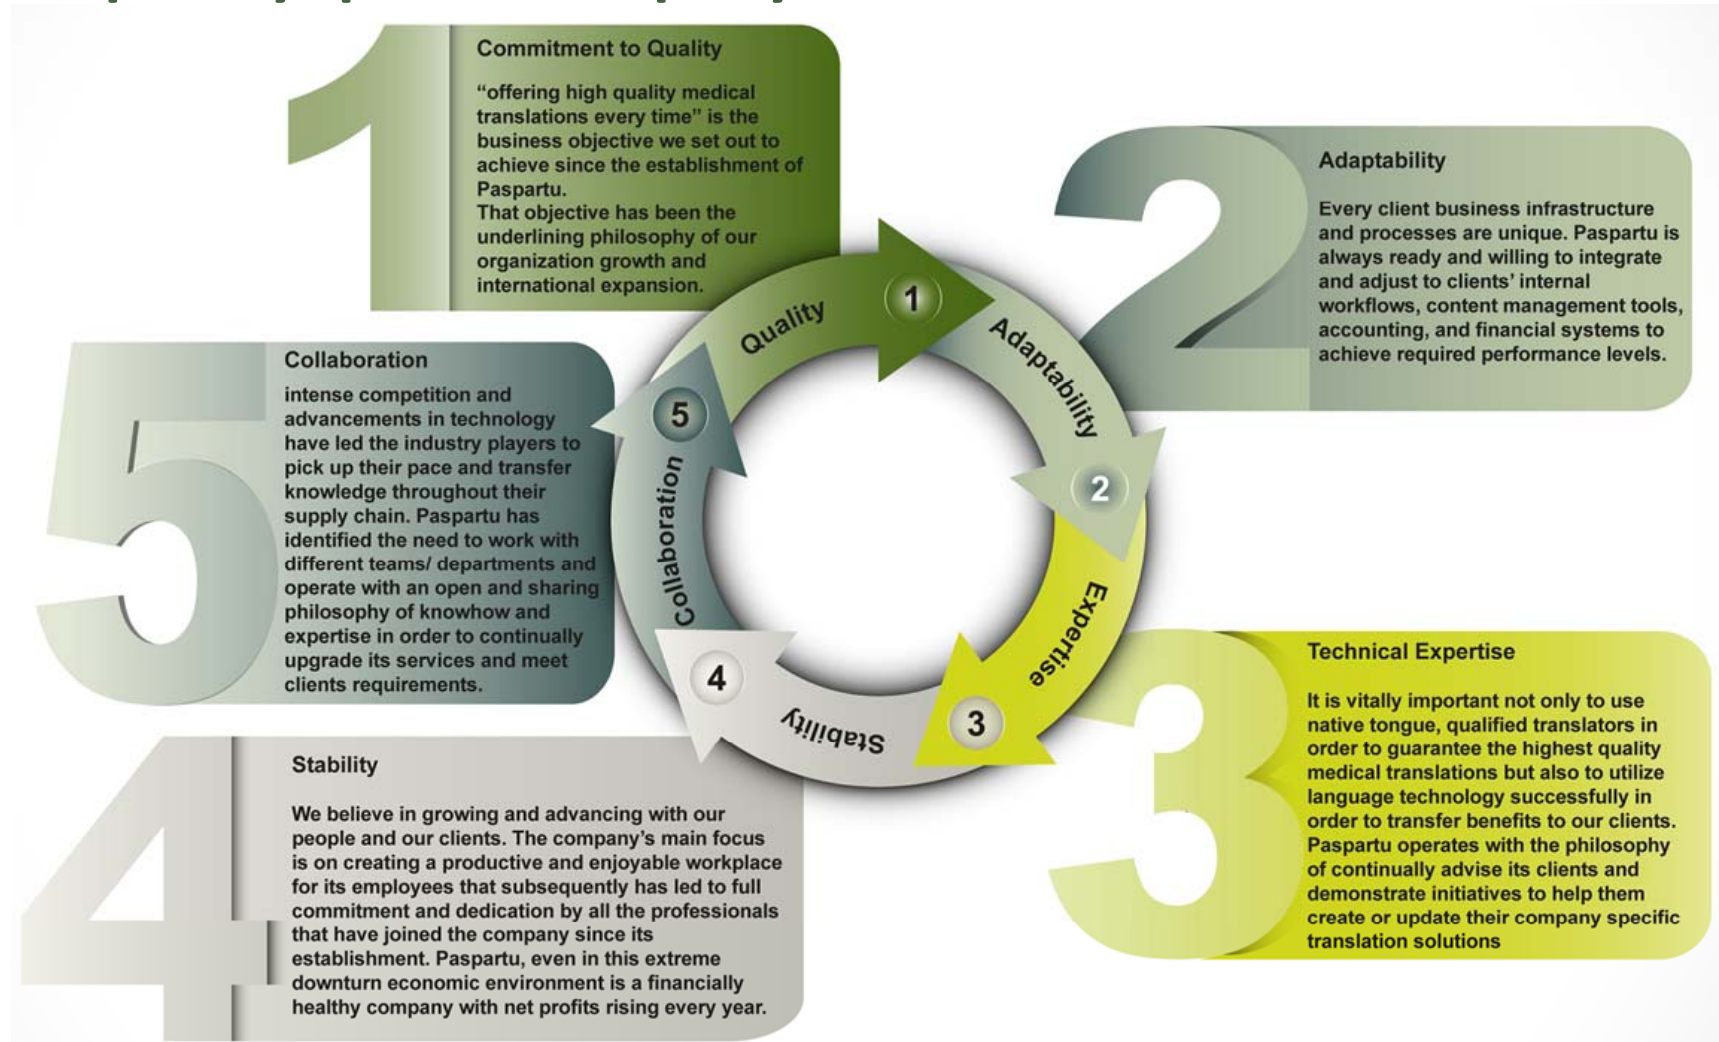 1
Commitment to Quality
“offering high quality medical
translations every time” is the
business objective we set out to
achieve since the establishment of
Paspartu.
That objective has been the
underlining philosophy of our
organization growth and
international expansion.
2
Adaptability
Every client business infrastructure
and processes are unique. Paspartu is
always ready and willing to integrate
and adjust to clients’ internal
workflows, content management tools,
accounting, and financial systems to
achieve required performance levels.
3
Technical Expertise
It is vitally important not only to use
native tongue, qualified translators in
order to guarantee the highest quality
medical translations but also to utilize
language technology successfully in
order to transfer benefits to our clients.
Paspartu operates with the philosophy
of continually advise its clients and
demonstrate initiatives to help them
create or update their company specific
translation solutions
4
Stability
We believe in growing and advancing with our
people and our clients. The company’s main focus
is on creating a productive and enjoyable workplace
for its employees that subsequently has led to full
commitment and dedication by all the professionals
that have joined the company since its
establishment. Paspartu, even in this extreme
downturn economic environment is a financially
healthy company with net profits rising every year.
5
Collaboration
intense competition and
advancements in technology
have led the industry players to
pick up their pace and transfer
knowledge throughout their
supply chain. Paspartu has
identified the need to work with
different teams/ departments and
operate with an open and sharing
philosophy of knowhow and
expertise in order to continually
upgrade its services and meet
clients requirements.
Quality
1
Adaptability
2
Expertise
3
Stability
4
Collaboration
5